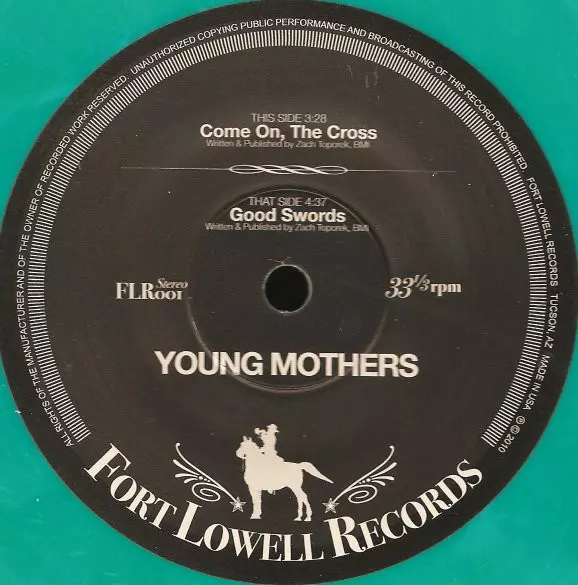 ALL RIGHTS OF THE MANUFACTURER AND OF THE OWNER OF RECORDED WORK RESERVED. UNAUTHORIZED COPYING PUBLIC PERFORMANCE AND BROADCASTING OF THIS RECORD PROHIBITED. FORT LOWELL RECORDS TUCSON, AZ MADE IN USA ℗ © 2010
THIS SIDE 3:28
Come On, The Cross
Written & Published by Zach Toporek, BMI
THAT SIDE 4:37
Good Swords
Written & Published by Zach Toporek, BMI
FLR001 Stereo
33 1/3 rpm
YOUNG MOTHERS
FORT LOWELL RECORDS